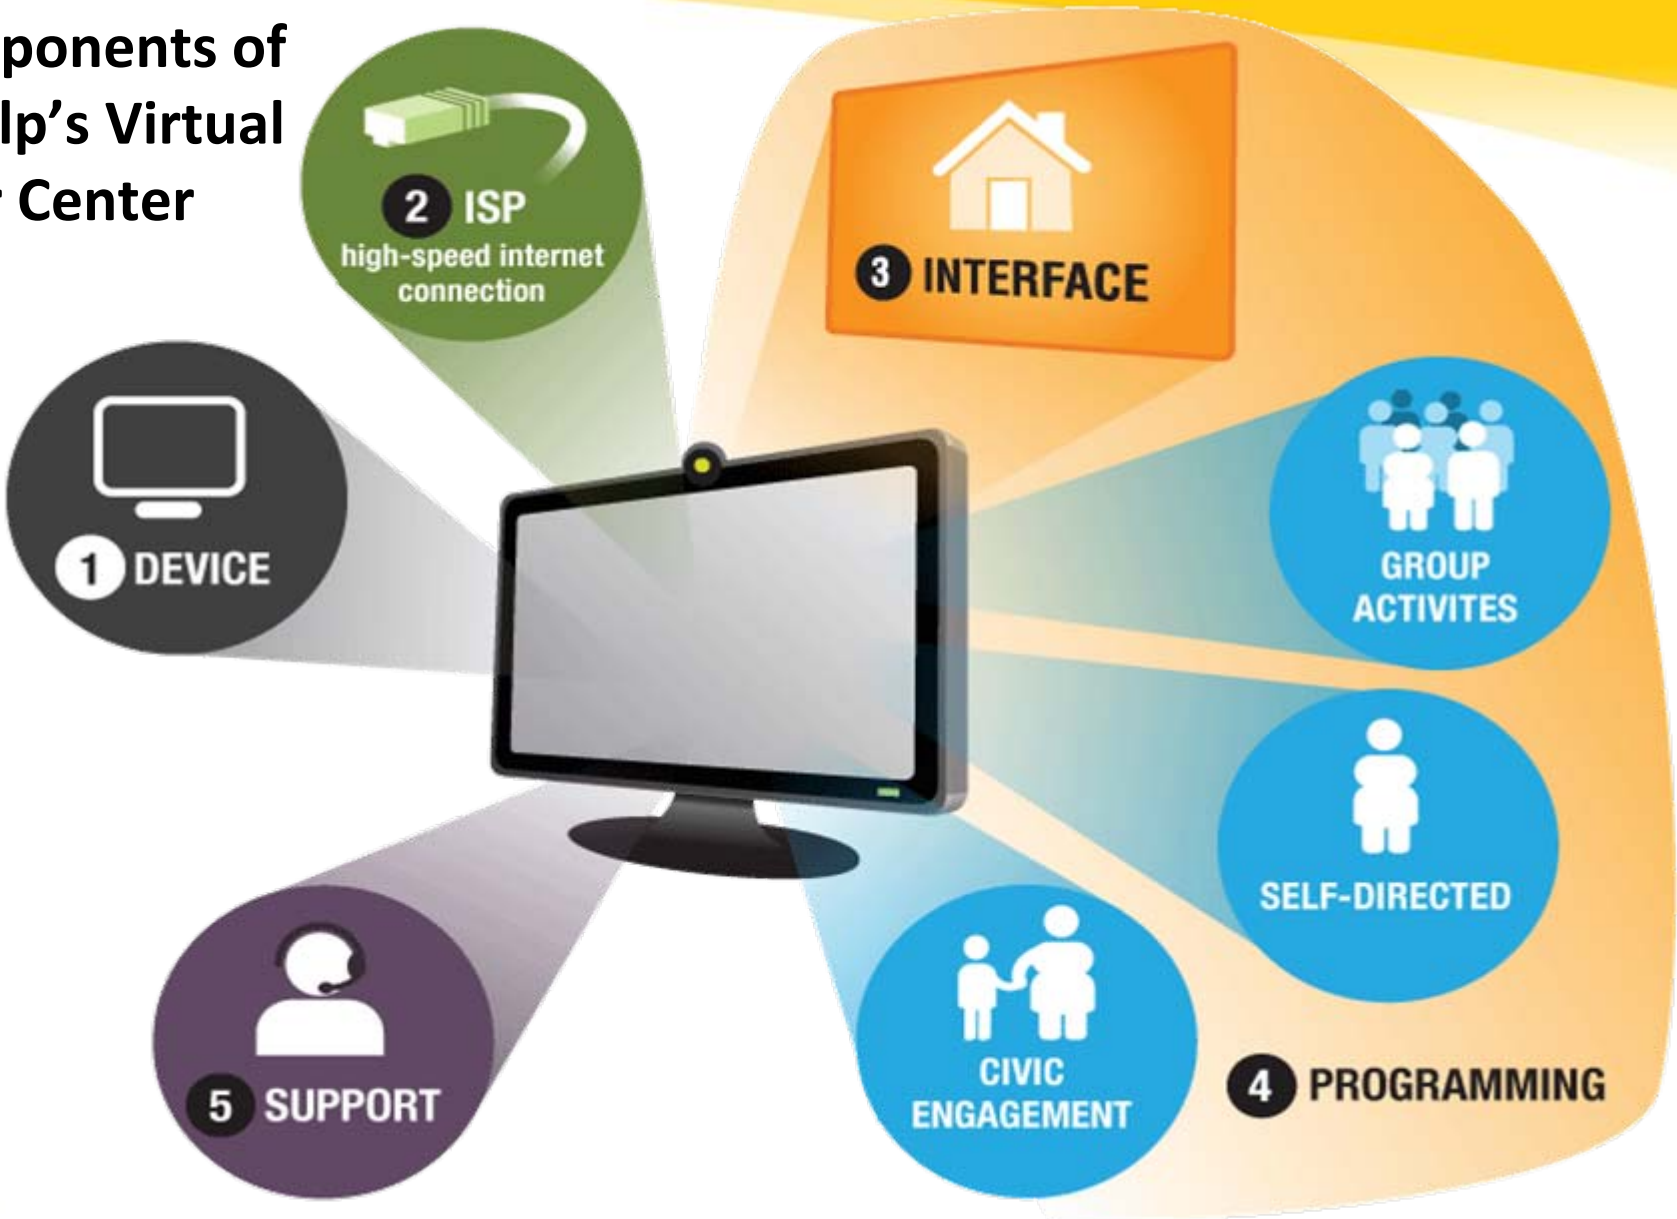 ponents of
lp's Virtual
Center
2 ISP
high-speed internet
connection
3 INTERFACE
1 DEVICE
GROUP
ACTIVITES
SELF-DIRECTED
CIVIC
ENGAGEMENT
4 PROGRAMMING
5 SUPPORT